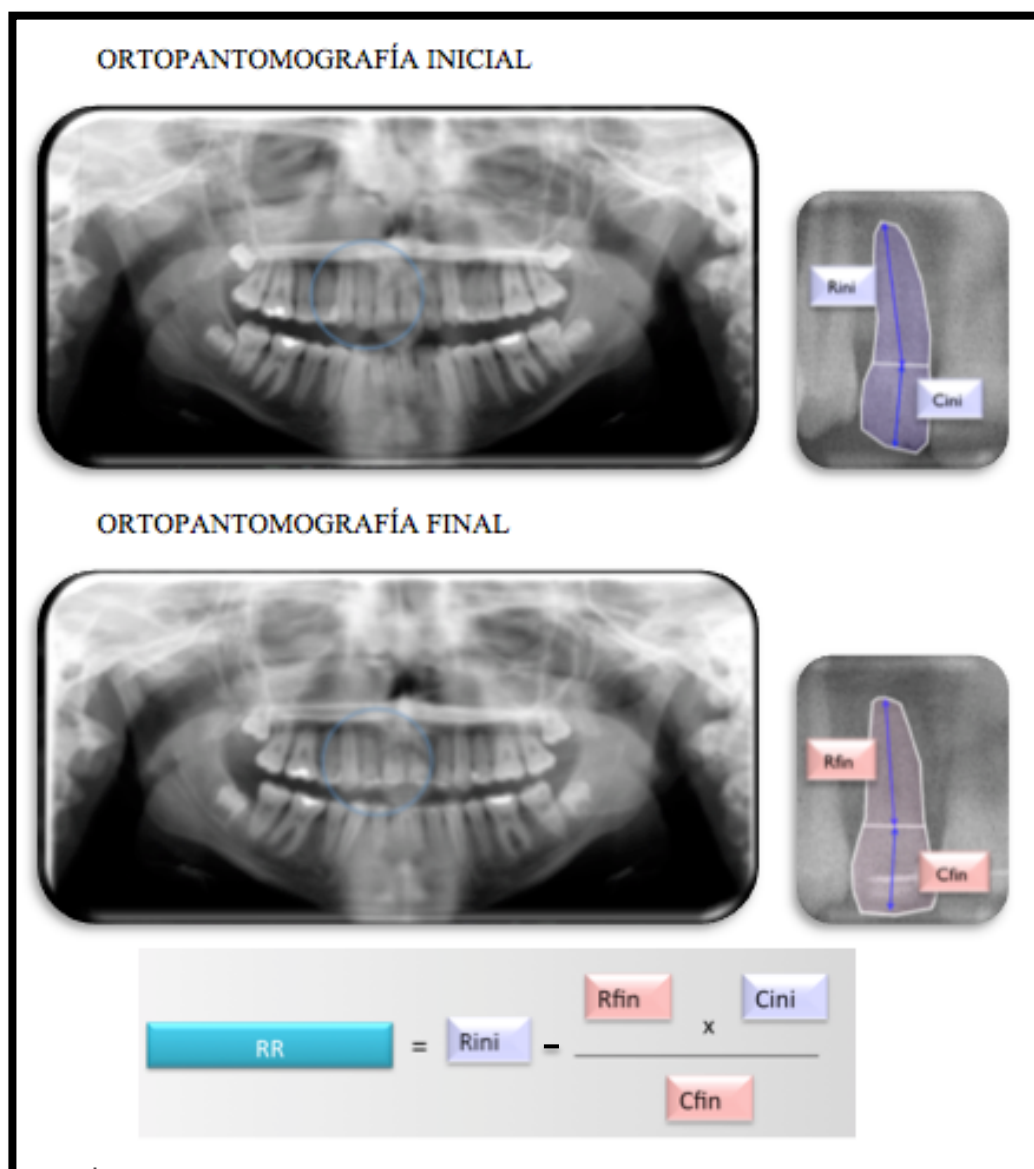 ORTOPANTOMOGRAFÍA INICIAL
Rini
Cini
ORTOPANTOMOGRAFÍA FINAL
Rfin
Cfin
RR = Rini - Rfin x Cini
Cfin